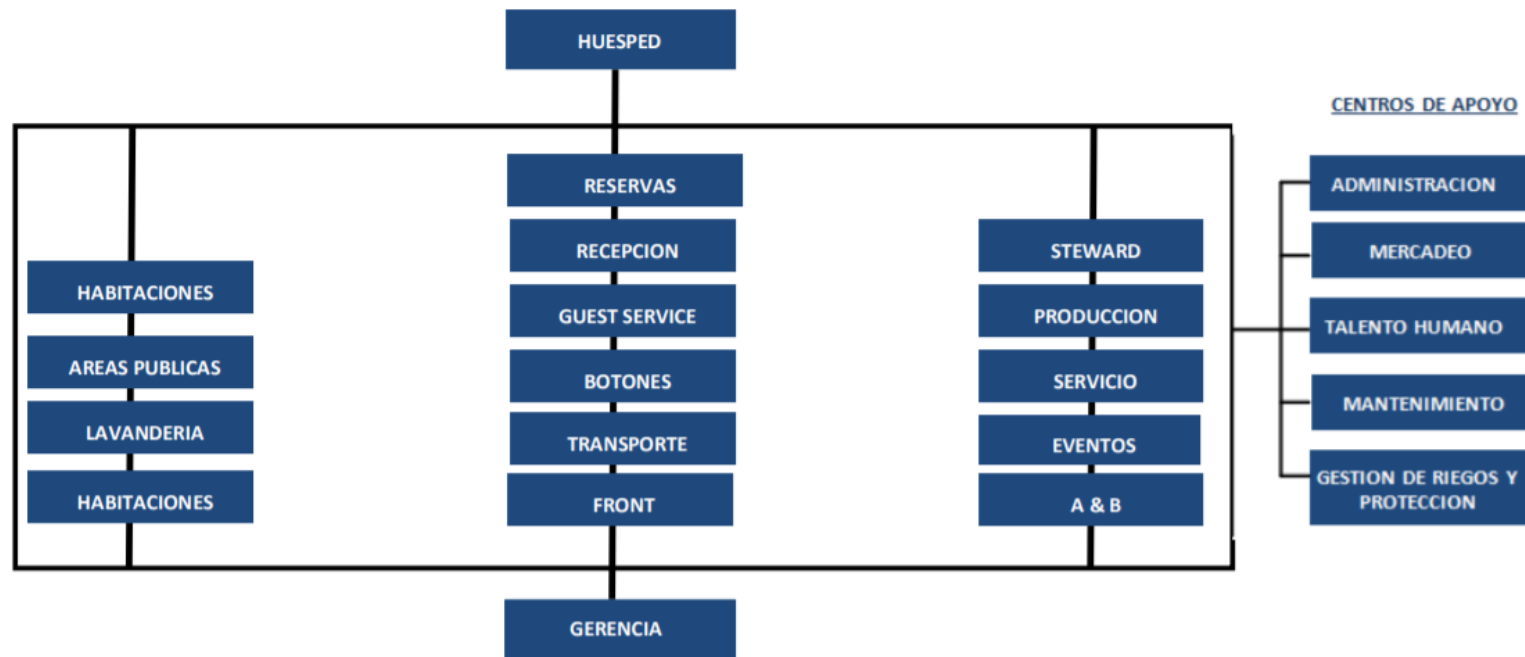 HUESPED
CENTROS DE APOYO
HABITACIONES
AREAS PUBLICAS
LAVANDERIA
HABITACIONES
RESERVAS
RECEPCION
GUEST SERVICE
BOTONES
TRANSPORTE
FRONT
STEWARD
PRODUCCION
SERVICIO
EVENTOS
A & B
ADMINISTRACION
MERCADEO
TALENTO HUMANO
MANTENIMIENTO
GESTION DE RIEGOS Y
PROTECCION
GERENCIA